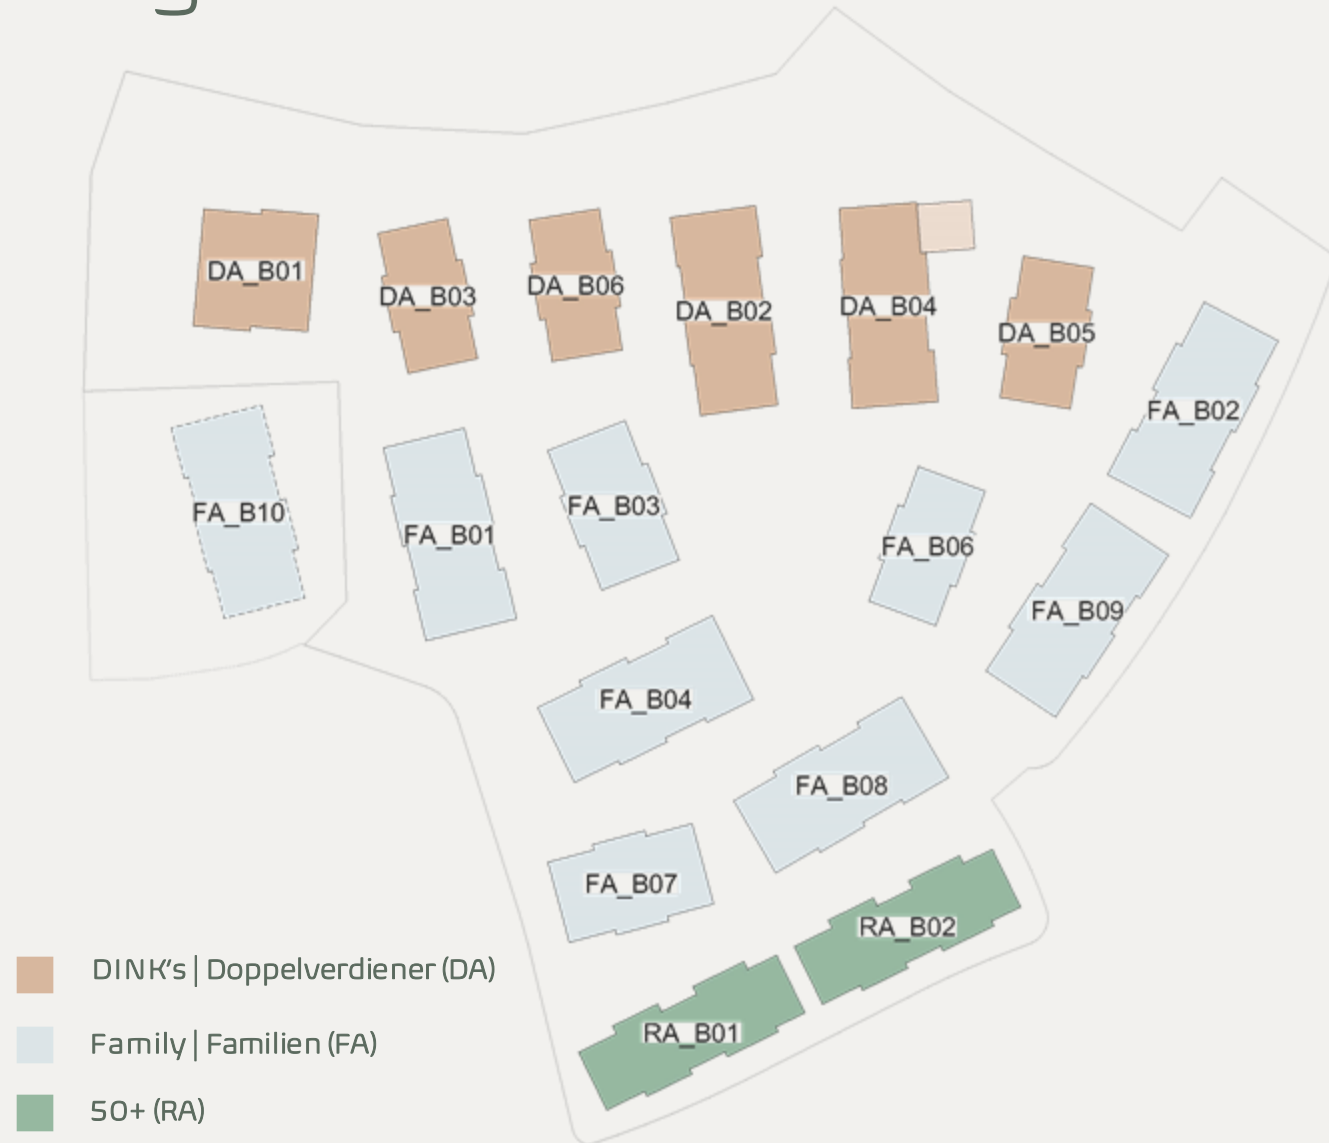 DA_B01
DA_B03
DA_B06
DA_B02
DA_B04
DA_B05
FA_B02
FA_B10
FA_B01
FA_B03
FA_B06
FA_B09
FA_B04
FA_B08
FA_B07
RA_B02
RA_B01
DINK's | Doppelverdiener (DA)
Family | Familien (FA)
50+ (RA)